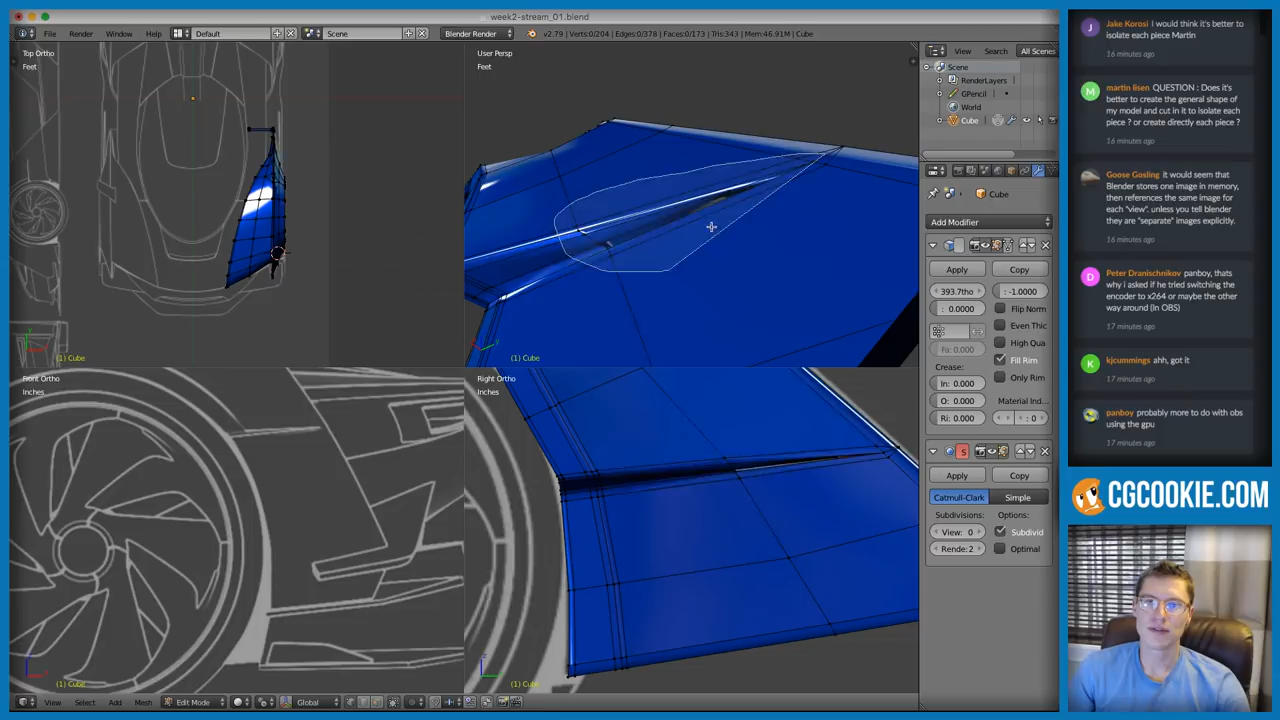 week2-stream_01.blend
File Render Window Help Default Scene Blender Render v2.79 | Verts:0/204 | Edges:0/378 | Faces:0/173 | Tris:343 | Mem:46.91M | Cube
Top Ortho
Feet
(1) Cube
User Persp
Feet
(1) Cube
Front Ortho
Inches
(1) Cube
Right Ortho
Inches
(1) Cube
View Select Add Mesh Edit Mode Global
View Search All Scenes
Scene
RenderLayers
GPencil
World
Cube
Cube
Add Modifier
Apply Copy
393.7tho : -1.0000
: 0.0000 Flip Norm
Even Thic
High Qua
Fa: 0.000 Fill Rim
Crease: Only Rim
In: 0.000
O: 0.000 Material Ind...
Ri: 0.000 : 0
S
Apply Copy
Catmull-Clark Simple
Subdivisions: Options:
View: 0 Subdivid
Rende: 2 Optimal
J Jake Korosi I would think it's better to
isolate each piece Martin
16 minutes ago
M martin lisen QUESTION : Does it's
better to create the general shape of
my model and cut in it to isolate each
piece ? or create directly each piece ?
16 minutes ago
Goose Gosling it would seem that
Blender stores one image in memory,
then references the same image for
each "view". unless you tell blender
they are "separate" images explicitly.
16 minutes ago
P Peter Dranischnikov panboy, thats
why i asked if he tried switching the
encoder to x264 or maybe the other
way around (In OBS)
17 minutes ago
K kjcummings ahh, got it
17 minutes ago
panboy probably more to do with obs
using the gpu
17 minutes ago
CGCOOKIE.COM